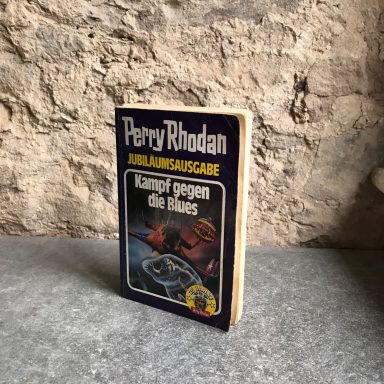 Perry Rhodan
JUBILÄUMSAUSGABE
Kampf gegen
die Blues